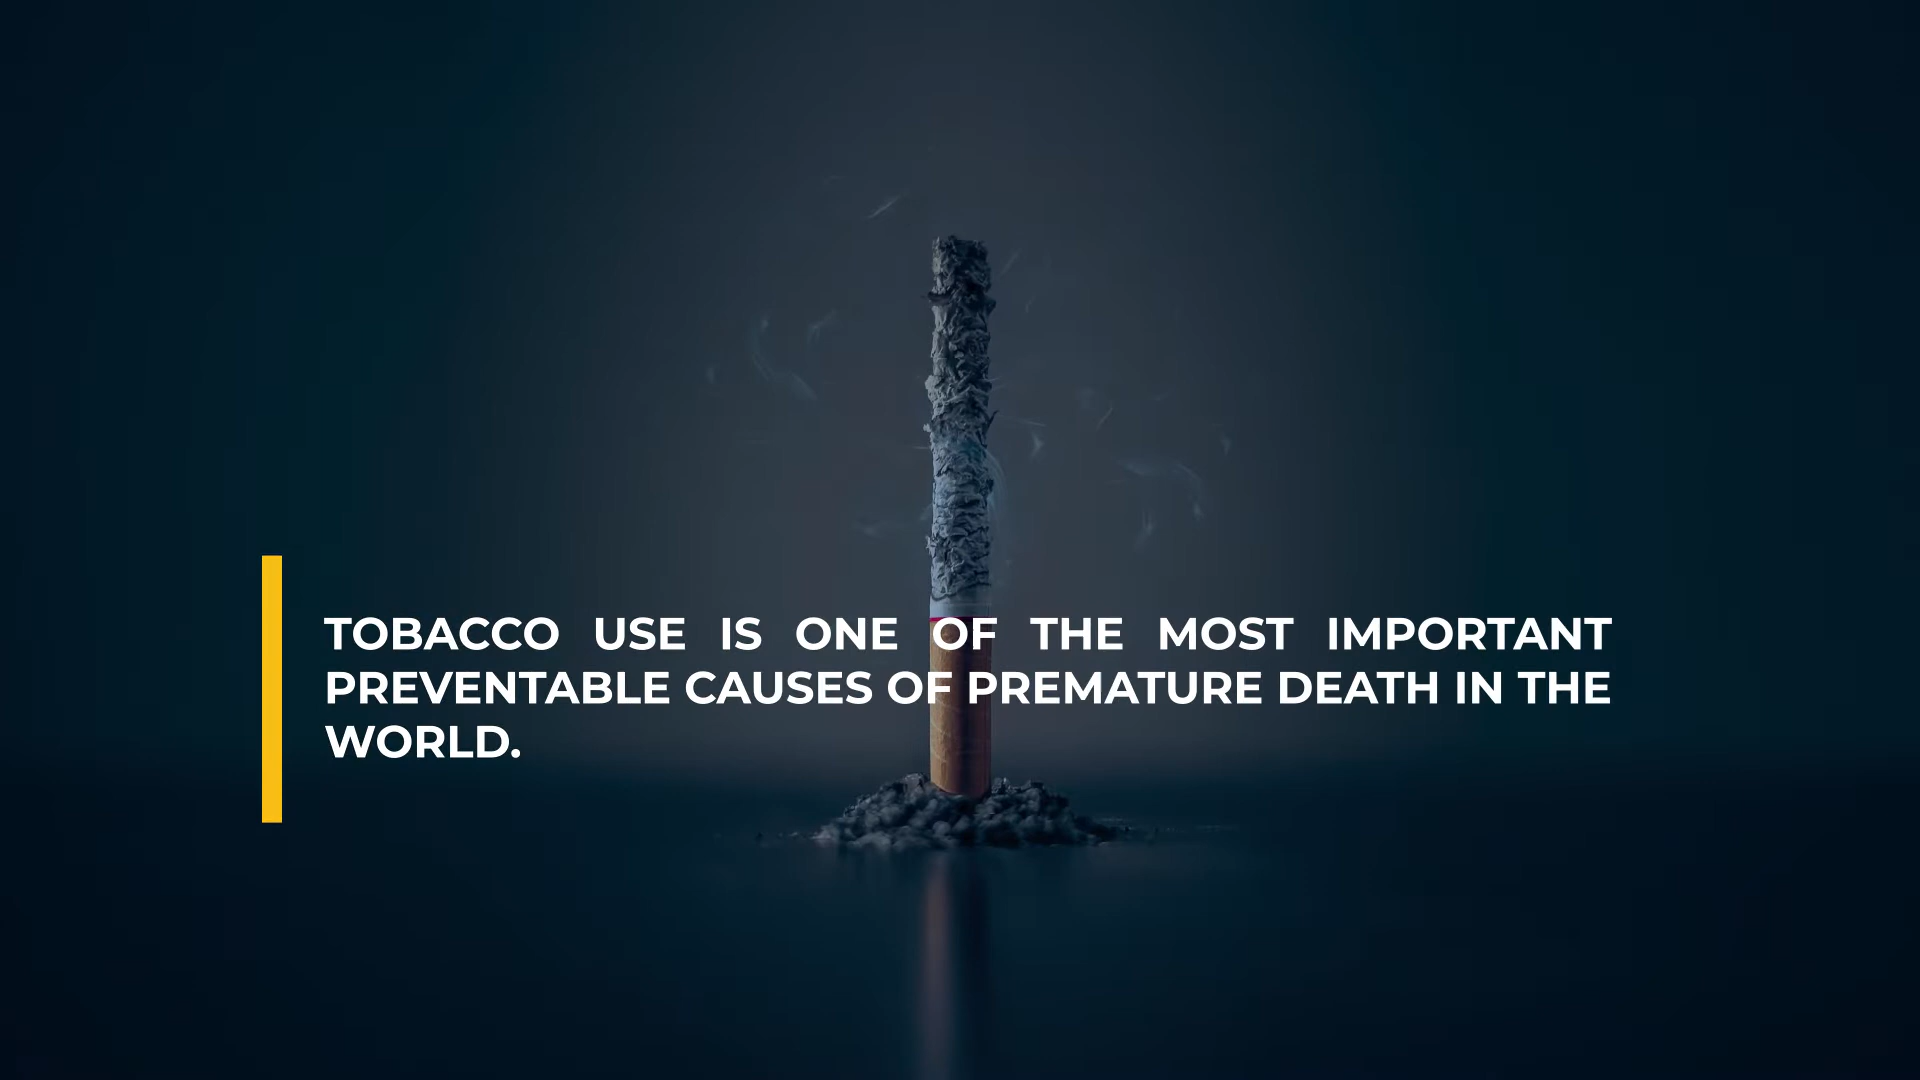 TOBACCO USE IS ONE OF THE MOST IMPORTANT
PREVENTABLE CAUSES OF PREMATURE DEATH IN THE
WORLD.